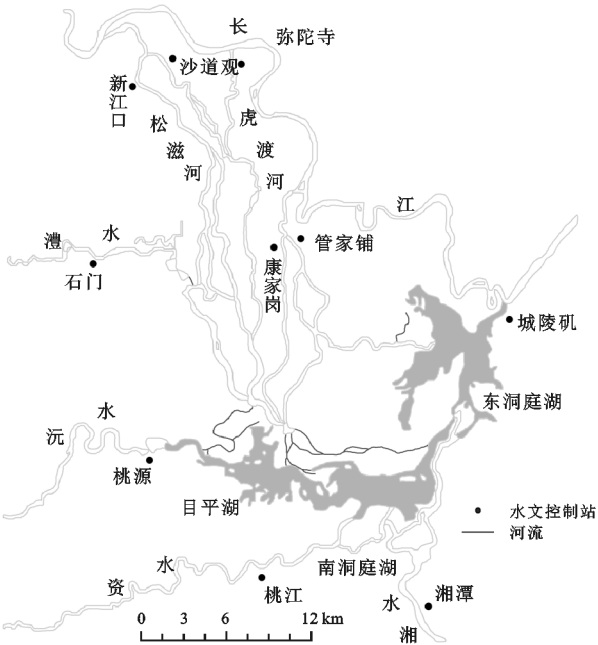 长
弥陀寺
沙道观
新江口
松滋河
虎渡河
江
澧水
管家铺
石门
康家岗
城陵矶
东洞庭湖
沅水
桃源
目平湖
水文控制站
河流
南洞庭湖
资水
桃江
湘潭
水
湘
0 3 6 12 km